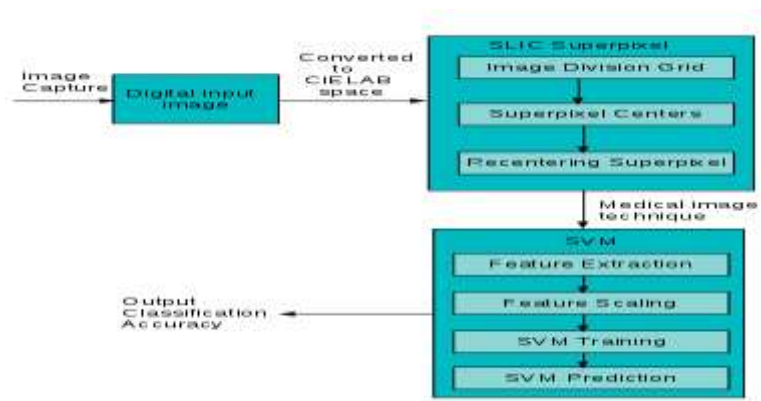 Image
Capture
Digital input
image
Converted
to
CIELAB
space
SLIC Superpixel
Image Division Grid
Superpixel Centers
Recentering Superpixel
Medical image
technique
SVM
Feature Extraction
Feature Scaling
SVM Training
SVM Prediction
Output
Classification
Accuracy